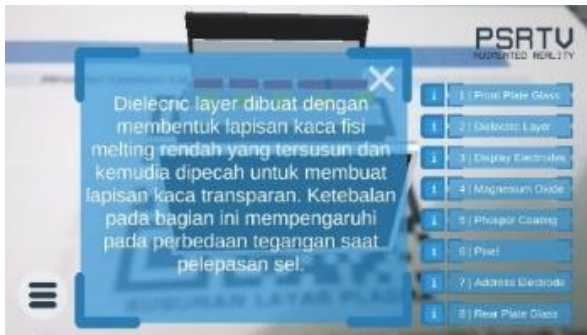 PSRTV
AUGMENTED REALITY
Dielecric layer dibuat dengan
membentuk lapisan kaca fisi
melting rendah yang tersusun dan
kemudia dipecah untuk membuat
lapisan kaca transparan. Ketebalan
pada bagian ini mempengaruhi
pada perbedaan tegangan saat
pelepasan sel.
i 1 | Front Plate Glass
i 2 | Dielecric Layer
i 3 | Display Electrodes
i 4 | Magnesium Oxide
i 5 | Phospor Coating
i 6 | Pixel
i 7 | Address Electrode
i 8 | Rear Plate Glass
SUSUNAN LAYAR PLAS